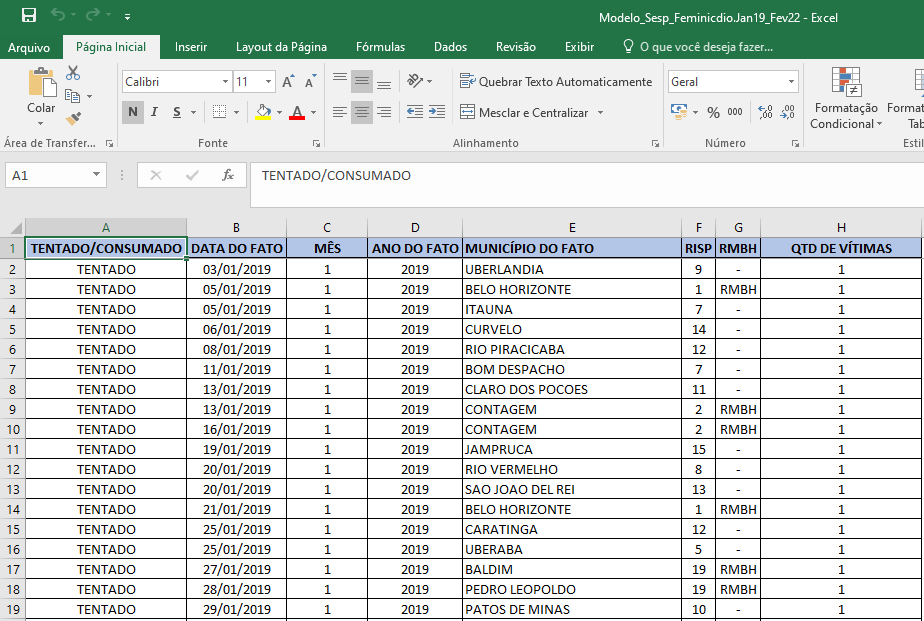 Modelo_Sesp_FeminicdioJan19_Fev22 - Excel
Arquivo Página Inicial Inserir Layout da Página Fórmulas Dados Revisão Exibir O que você deseja fazer...
Colar
Calibri 11 A A
N I S A
Quebrar Texto Automaticamente
Mesclar e Centralizar
Geral
% 000 ,00 ,00
Formatação Condicional
Área de Transfer... Fonte Alinhamento Número
A1 fx TENTADO/CONSUMADO
A B C D E F G H
1 TENTADO/CONSUMADO DATA DO FATO MÊS ANO DO FATO MUNICÍPIO DO FATO RISP RMBH QTD DE VÍTIMAS
2 TENTADO 03/01/2019 1 2019 UBERLANDIA 9 - 1
3 TENTADO 05/01/2019 1 2019 BELO HORIZONTE 1 RMBH 1
4 TENTADO 05/01/2019 1 2019 ITAUNA 7 - 1
5 TENTADO 06/01/2019 1 2019 CURVELO 14 - 1
6 TENTADO 08/01/2019 1 2019 RIO PIRACICABA 12 - 1
7 TENTADO 11/01/2019 1 2019 BOM DESPACHO 7 - 1
8 TENTADO 13/01/2019 1 2019 CLARO DOS POCOES 11 - 1
9 TENTADO 13/01/2019 1 2019 CONTAGEM 2 RMBH 1
10 TENTADO 16/01/2019 1 2019 CONTAGEM 2 RMBH 1
11 TENTADO 19/01/2019 1 2019 JAMPRUCA 15 - 1
12 TENTADO 20/01/2019 1 2019 RIO VERMELHO 8 - 1
13 TENTADO 20/01/2019 1 2019 SAO JOAO DEL REI 13 - 1
14 TENTADO 21/01/2019 1 2019 BELO HORIZONTE 1 RMBH 1
15 TENTADO 25/01/2019 1 2019 CARATINGA 12 - 1
16 TENTADO 25/01/2019 1 2019 UBERABA 5 - 1
17 TENTADO 27/01/2019 1 2019 BALDIM 19 RMBH 1
18 TENTADO 28/01/2019 1 2019 PEDRO LEOPOLDO 19 RMBH 1
19 TENTADO 29/01/2019 1 2019 PATOS DE MINAS 10 - 1